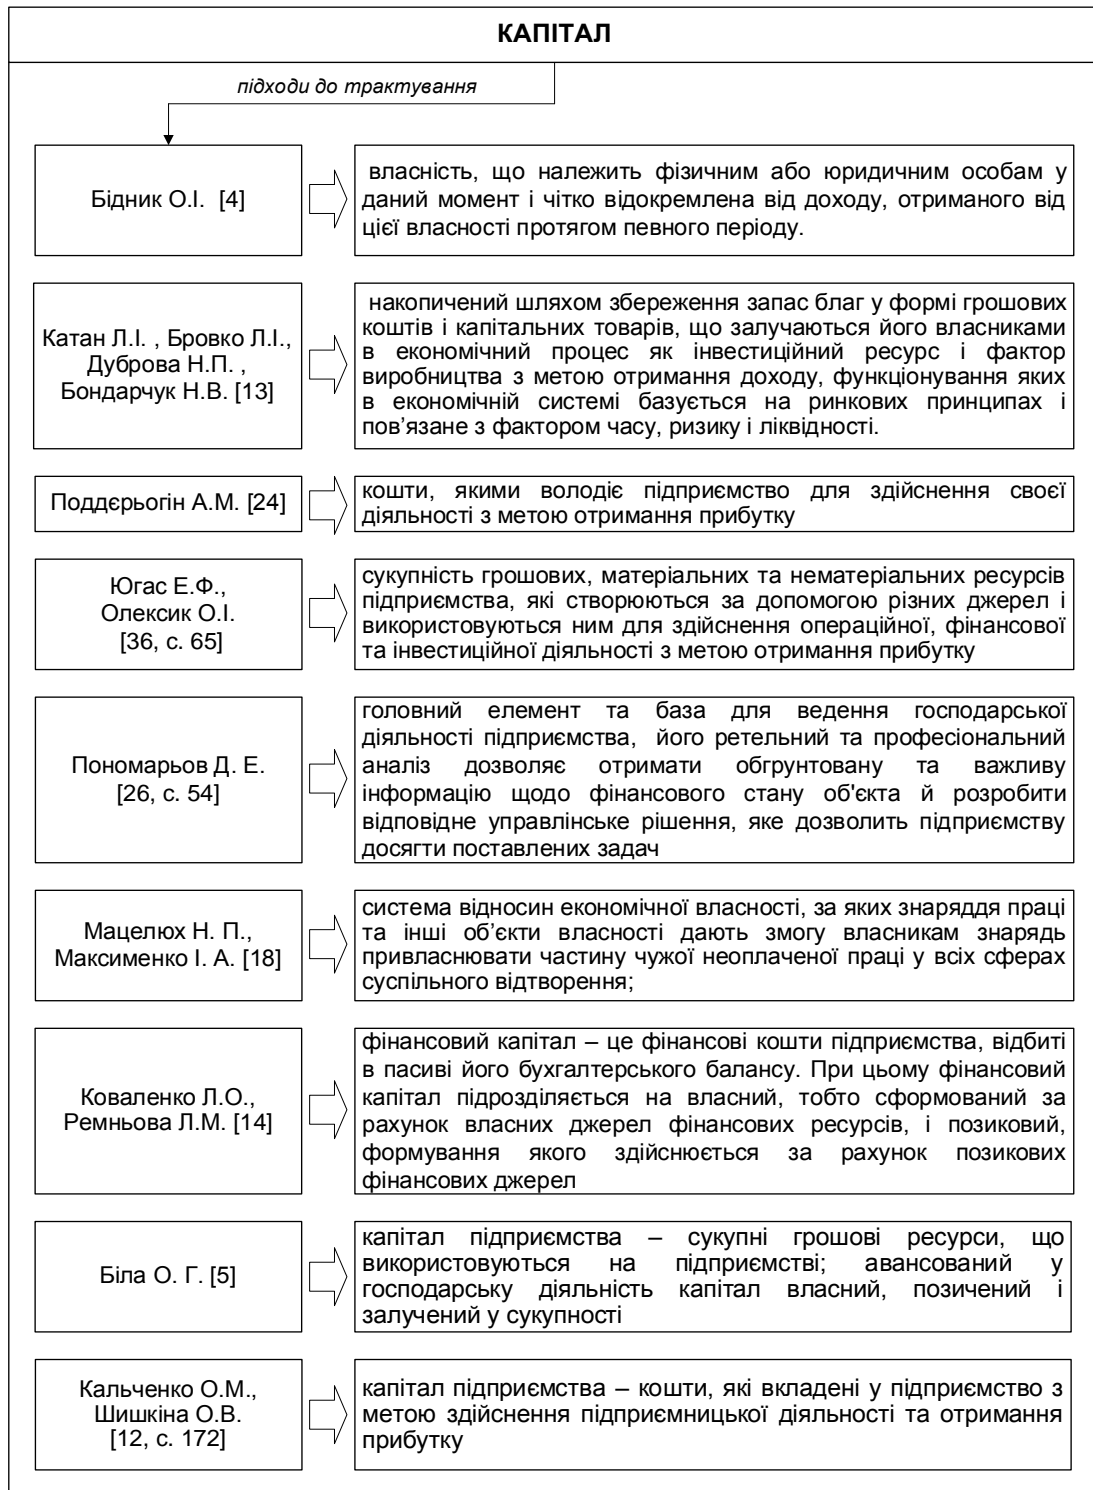 КАПІТАЛ
підходи до трактування
Бідник О.І. [4]
власність, що належить фізичним або юридичним особам у
даний момент і чітко відокремлена від доходу, отриманого від
цієї власності протягом певного періоду.
Катан Л.І. , Бровко Л.І.,
Дуброва Н.П. ,
Бондарчук Н.В. [13]
накопичений шляхом збереження запас благ у формі грошових
коштів і капітальних товарів, що залучаються його власниками
в економічний процес як інвестиційний ресурс і фактор
виробництва з метою отримання доходу, функціонування яких
в економічній системі базується на ринкових принципах і
пов’язане з фактором часу, ризику і ліквідності.
Поддєрьогін А.М. [24]
кошти, якими володіє підприємство для здійснення своєї
діяльності з метою отримання прибутку
Югас Е.Ф.,
Олексик О.І.
[36, с. 65]
сукупність грошових, матеріальних та нематеріальних ресурсів
підприємства, які створюються за допомогою різних джерел і
використовуються ним для здійснення операційної, фінансової
та інвестиційної діяльності з метою отримання прибутку
Пономарьов Д. Е.
[26, с. 54]
головний елемент та база для ведення господарської
діяльності підприємства, його ретельний та професіональний
аналіз дозволяє отримати обгрунтовану та важливу
інформацію щодо фінансового стану об'єкта й розробити
відповідне управлінське рішення, яке дозволить підприємству
досягти поставлених задач
Мацелюх Н. П.,
Максименко І. А. [18]
система відносин економічної власності, за яких знаряддя праці
та інші об’єкти власності дають змогу власникам знарядь
привласнювати частину чужої неоплаченої праці у всіх сферах
суспільного відтворення;
Коваленко Л.О.,
Ремньова Л.М. [14]
фінансовий капітал – це фінансові кошти підприємства, відбиті
в пасиві його бухгалтерського балансу. При цьому фінансовий
капітал підрозділяється на власний, тобто сформований за
рахунок власних джерел фінансових ресурсів, і позиковий,
формування якого здійснюється за рахунок позикових
фінансових джерел
Біла О. Г. [5]
капітал підприємства – сукупні грошові ресурси, що
використовуються на підприємстві; авансований у
господарську діяльність капітал власний, позичений і
залучений у сукупності
Кальченко О.М.,
Шишкіна О.В.
[12, с. 172]
капітал підприємства – кошти, які вкладені у підприємство з
метою здійснення підприємницької діяльності та отримання
прибутку